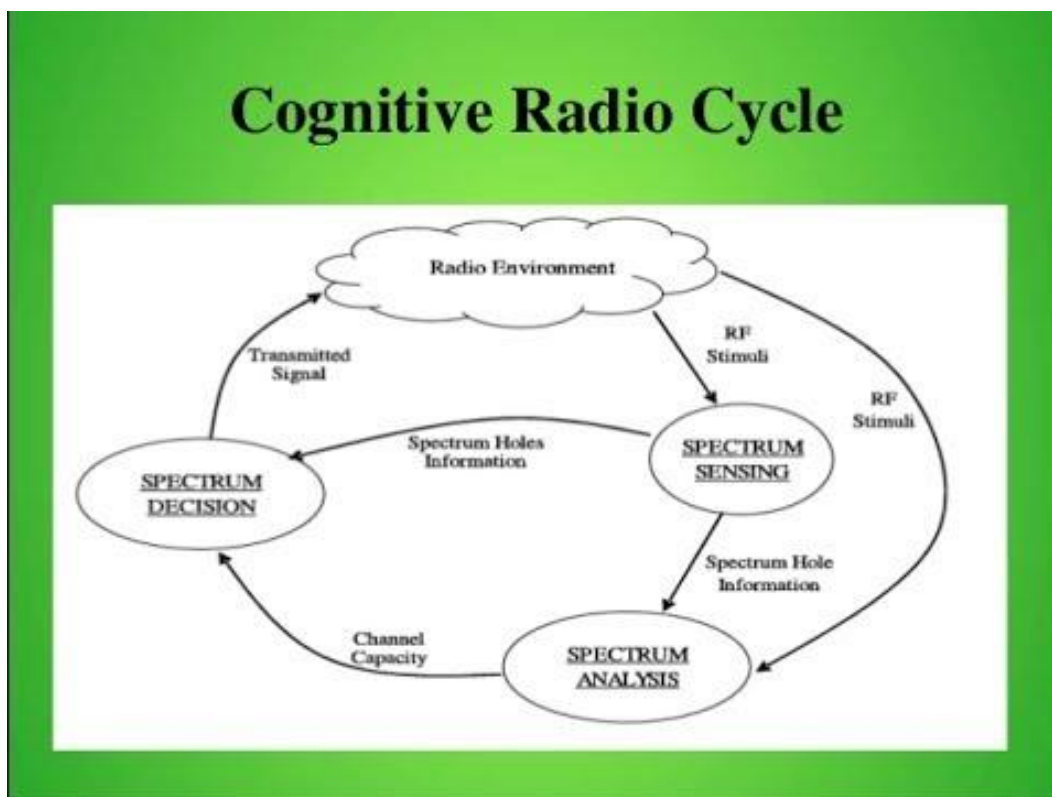 Cognitive Radio Cycle
Radio Environment
RF
Stimuli
Transmitted
Signal
RF
Stimuli
Spectrum Holes
Information
SPECTRUM
SENSING
SPECTRUM
DECISION
Spectrum Hole
Information
Channel
Capacity
SPECTRUM
ANALYSIS